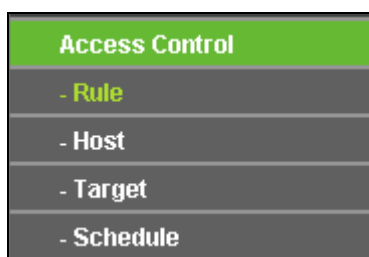 Access Control
- Rule
- Host
- Target
- Schedule